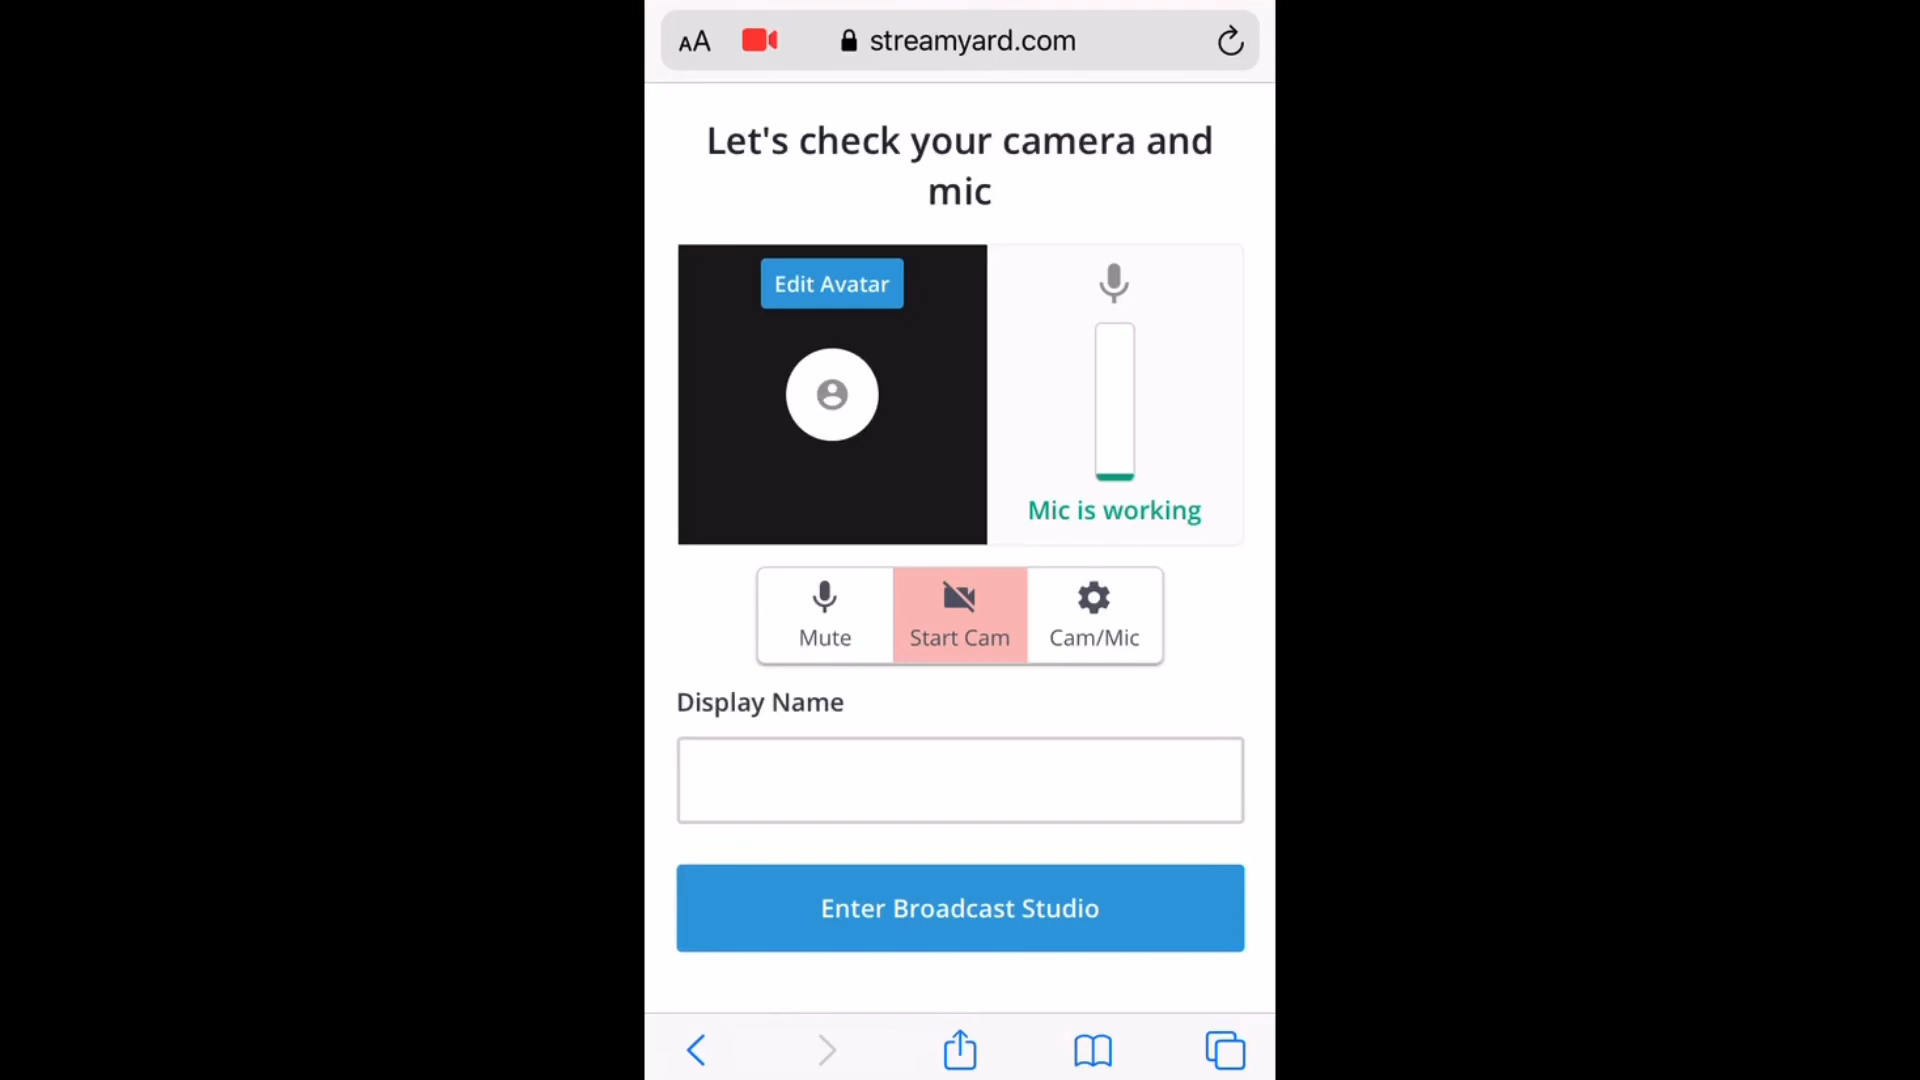 AA streamyard.com
Let's check your camera and
mic
Edit Avatar
Mic is working
Mute Start Cam Cam/Mic
Display Name
Enter Broadcast Studio